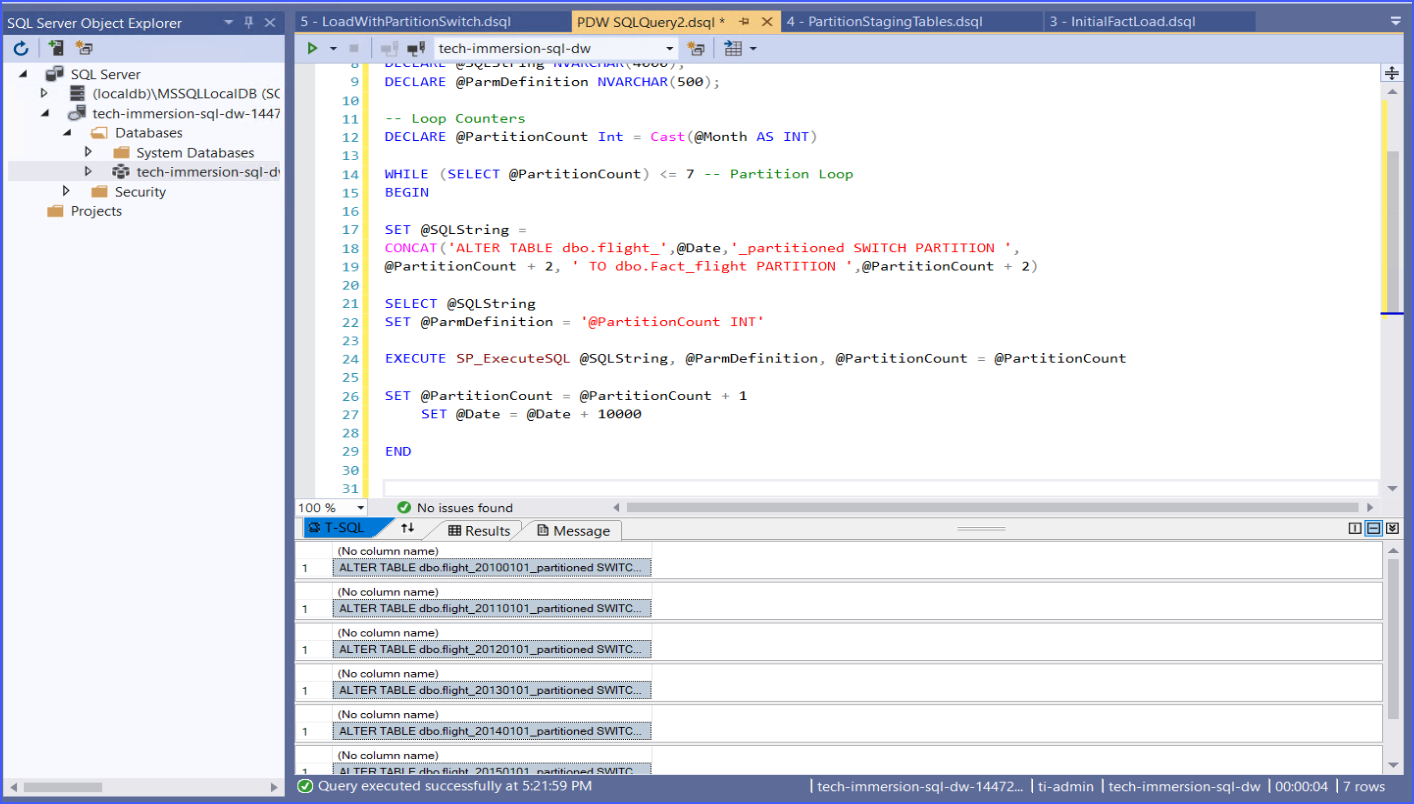 SQL Server Object Explorer
SQL Server
(localdb)\MSSQLLocalDB (SC
tech-immersion-sql-dw-1447
Databases
System Databases
tech-immersion-sql-d
Security
Projects
5 - LoadWithPartitionSwitch.dsql
PDW SQLQuery2.dsql *
4 - PartitionStagingTables.dsql
3 - InitialFactLoad.dsql
tech-immersion-sql-dw
8 DECLARE @SQLString NVARCHAR(4000);
9 DECLARE @ParmDefinition NVARCHAR(500);
10
11 -- Loop Counters
12 DECLARE @PartitionCount Int = Cast(@Month AS INT)
13
14 WHILE (SELECT @PartitionCount) <= 7 -- Partition Loop
15 BEGIN
16
17 SET @SQLString =
18 CONCAT('ALTER TABLE dbo.flight_',@Date,'_partitioned SWITCH PARTITION ',
19 @PartitionCount + 2, ' TO dbo.Fact_flight PARTITION ',@PartitionCount + 2)
20
21 SELECT @SQLString
22 SET @ParmDefinition = '@PartitionCount INT'
23
24 EXECUTE SP_ExecuteSQL @SQLString, @ParmDefinition, @PartitionCount = @PartitionCount
25
26 SET @PartitionCount = @PartitionCount + 1
27 SET @Date = @Date + 10000
28
29 END
30
31
100 %
No issues found
T-SQL
Results
Message
(No column name)
1 ALTER TABLE dbo.flight_20100101_partitioned SWITC...
(No column name)
1 ALTER TABLE dbo.flight_20110101_partitioned SWITC...
(No column name)
1 ALTER TABLE dbo.flight_20120101_partitioned SWITC...
(No column name)
1 ALTER TABLE dbo.flight_20130101_partitioned SWITC...
(No column name)
1 ALTER TABLE dbo.flight_20140101_partitioned SWITC...
(No column name)
1 ALTER TABLE dbo.flight_20150101_partitioned SWITC...
Query executed successfully at 5:21:59 PM
tech-immersion-sql-dw-14472...
ti-admin
tech-immersion-sql-dw
00:00:04
7 rows